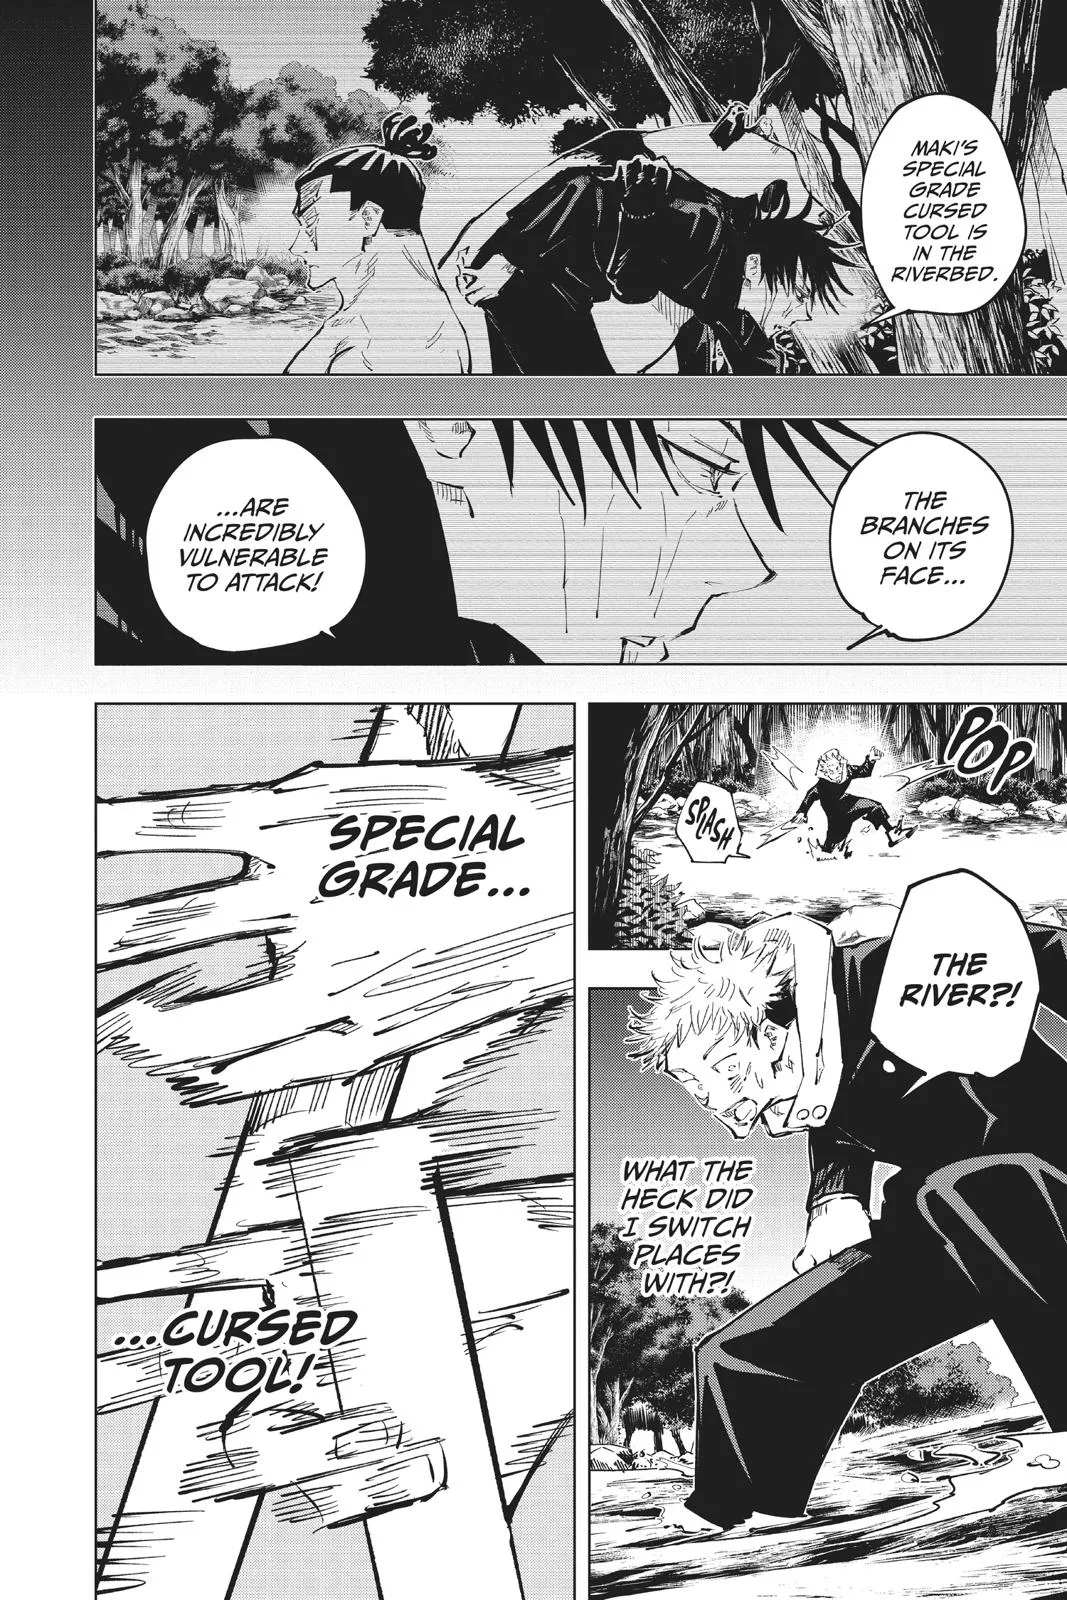 MAKI'S
SPECIAL
GRADE
CURSED
TOOL IS
IN THE
RIVERBED.
THE
BRANCHES
ON ITS
FACE...
...ARE
INCREDIBLY
VULNERABLE
TO ATTACK!
POP
SPLASH
THE
RIVER?!
WHAT THE
HECK DID
I SWITCH
PLACES
WITH?!
SPECIAL
GRADE...
...CURSED
TOOL!